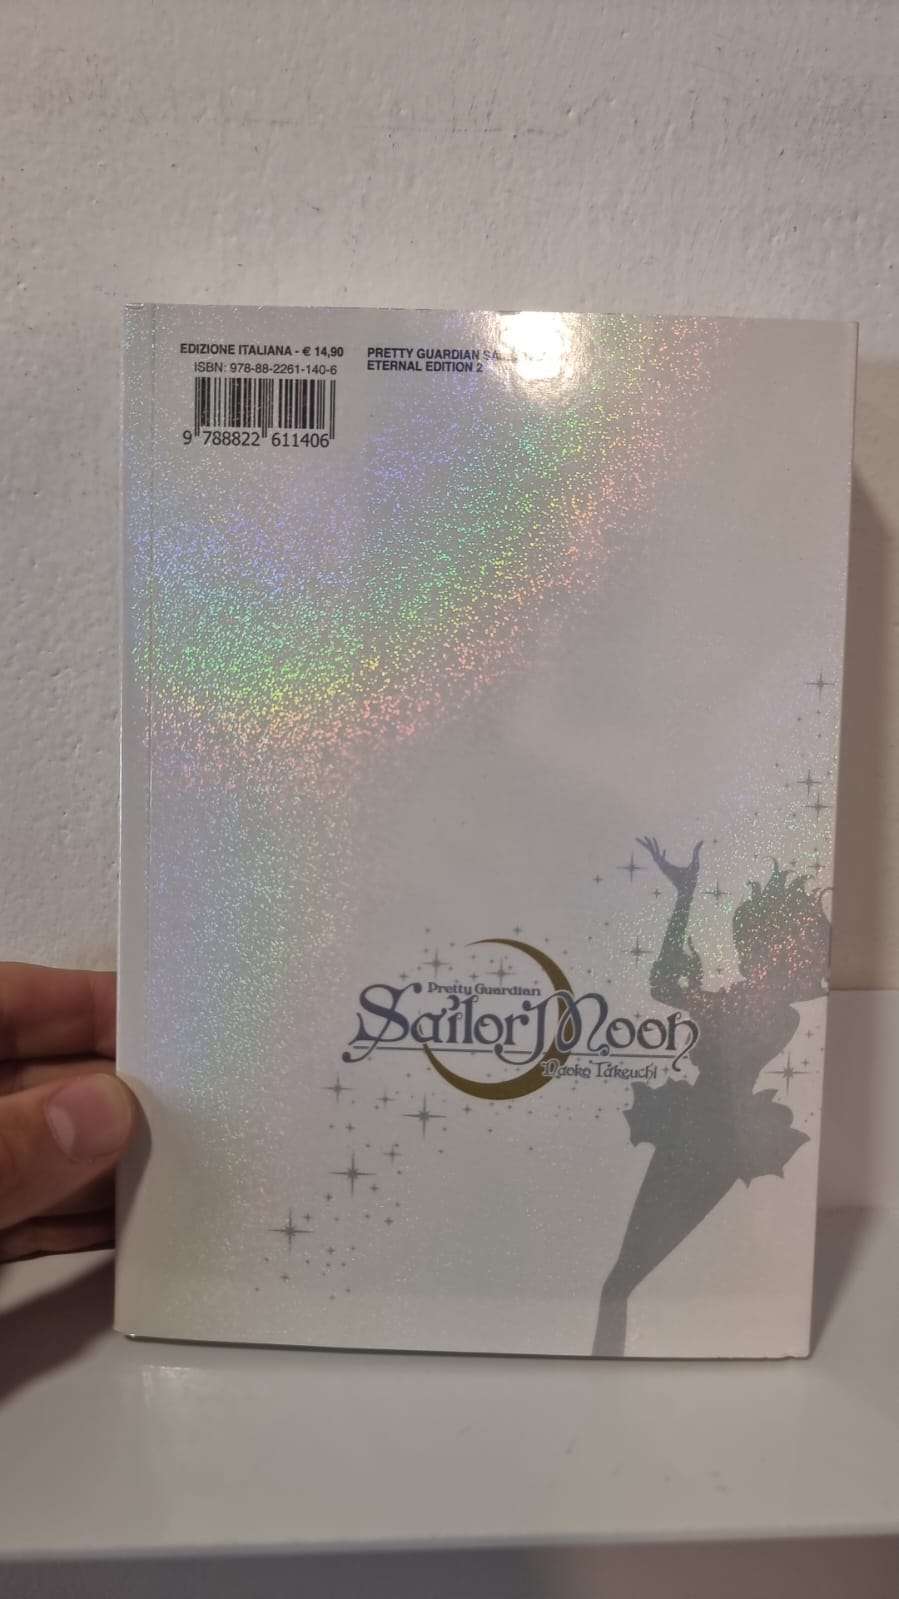 EDIZIONE ITALIANA - € 14,90
ISBN: 978-88-2261-140-6
9 788822 611406
PRETTY GUARDIAN
ETERNAL EDITION 2
Pretty Guardian
Sailor Moon
Naoko Takeuchi